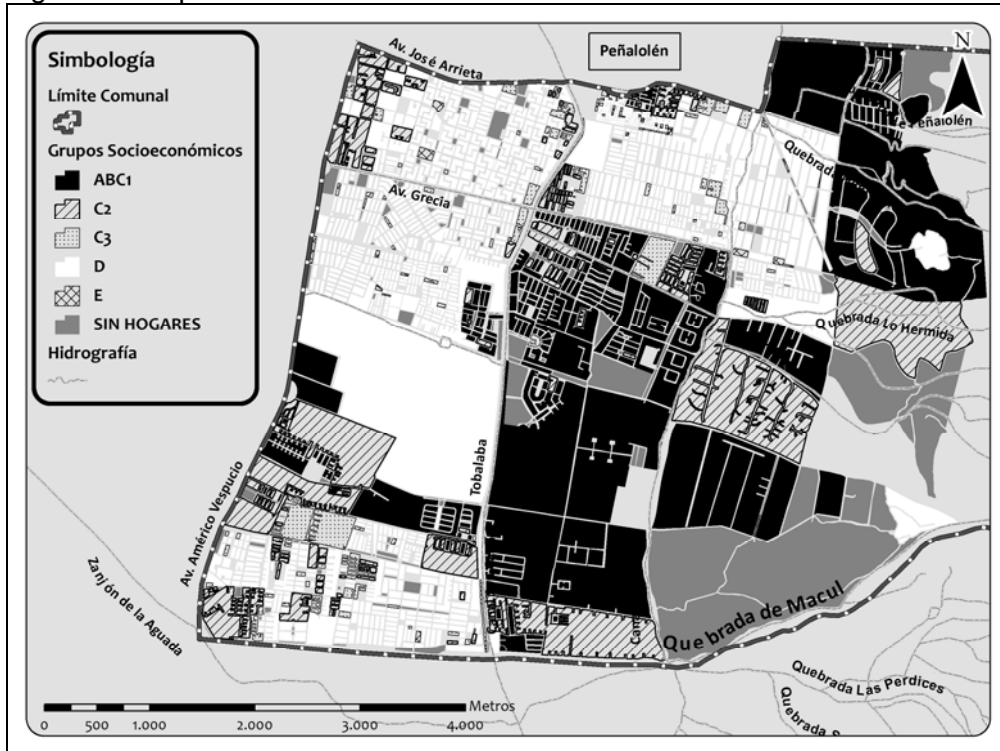 Simbología
Límite Comunal
Grupos Socioeconómicos
ABC1
C2
C3
D
E
SIN HOGARES
Hidrografía
Av. José Arrieta
Peñalolén
N
Peñalolén
Quebrada
Av. Grecia
Quebrada Lo Hermida
Tobalaba
Av. Américo Vespucio
Zanjón de la Aguada
Quebrada de Macul
Quebrada Las Perdices
Quebrada
Metros
0 500 1.000 2.000 3.000 4.000